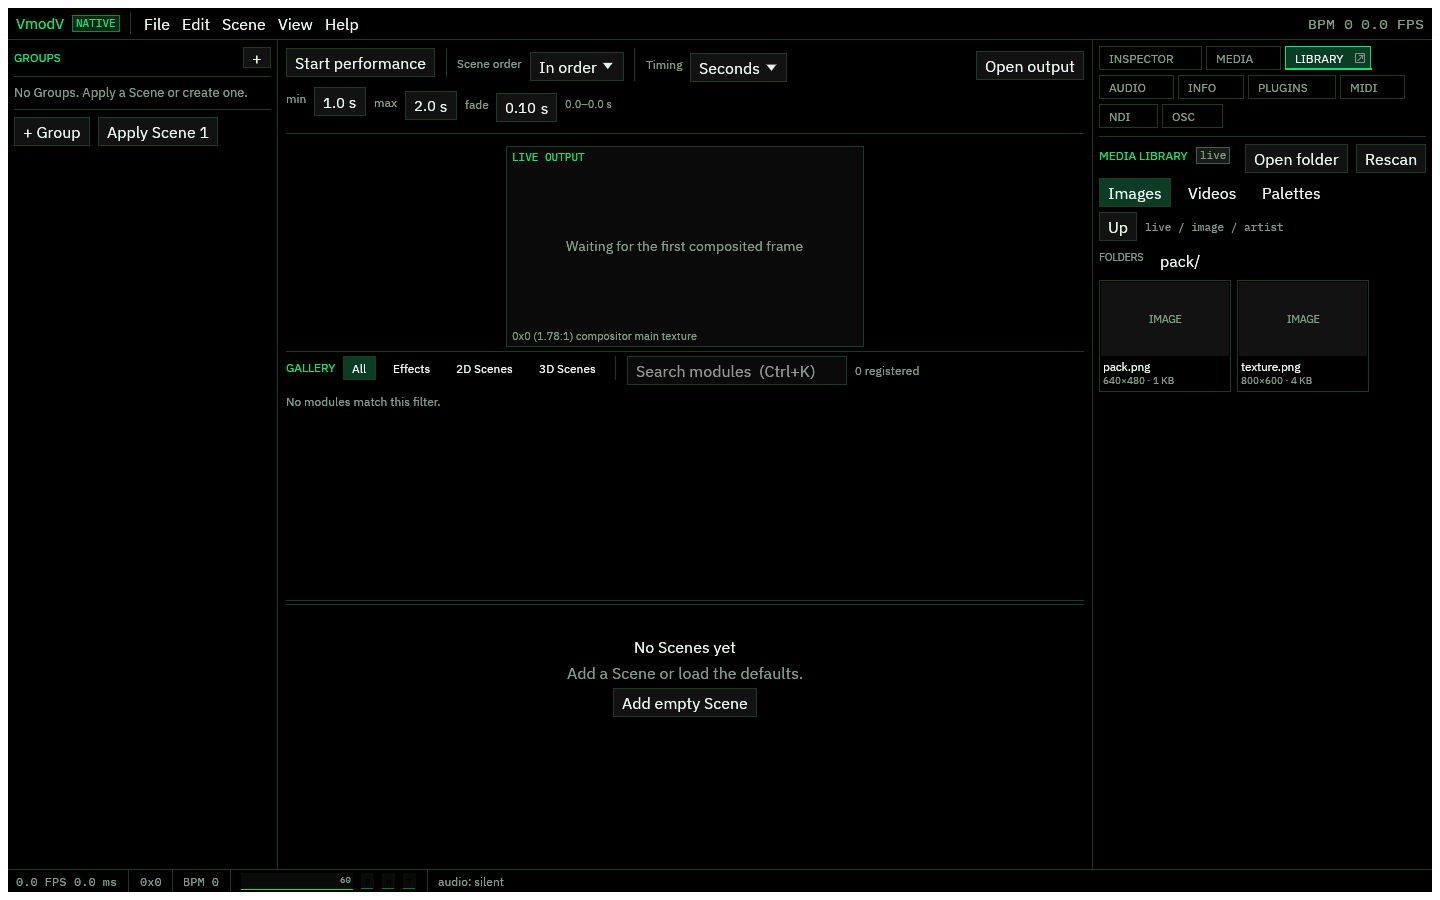 VmodV NATIVE File Edit Scene View Help BPM 0 0.0 FPS
GROUPS +
No Groups. Apply a Scene or create one.
+ Group Apply Scene 1
Start performance Scene order In order Timing Seconds Open output
min 1.0 s max 2.0 s fade 0.10 s 0.0–0.0 s
LIVE OUTPUT
Waiting for the first composited frame
0x0 (1.78:1) compositor main texture
GALLERY All Effects 2D Scenes 3D Scenes Search modules (Ctrl+K) 0 registered
No modules match this filter.
No Scenes yet
Add a Scene or load the defaults.
Add empty Scene
INSPECTOR MEDIA LIBRARY
AUDIO INFO PLUGINS MIDI
NDI OSC
MEDIA LIBRARY live Open folder Rescan
Images Videos Palettes
Up live / image / artist
FOLDERS pack/
IMAGE IMAGE
pack.png texture.png
640×480 · 1 KB 800×600 · 4 KB
0.0 FPS 0.0 ms 0x0 BPM 0 60 audio: silent